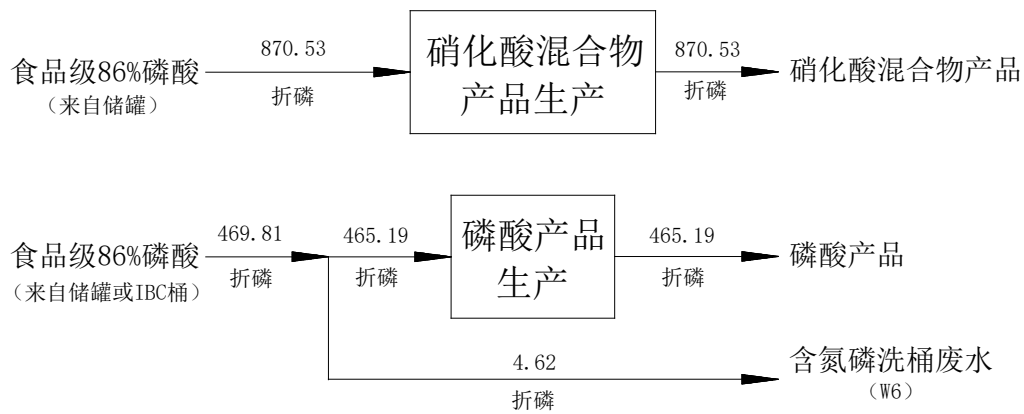 870.53
硝化酸混合物
870.53
食品级86%磷酸
硝化酸混合物产品
产品生产
折磷
折磷
（来自储罐）
469.81
465.19
磷酸产品
465.19
食品级86%磷酸
磷酸产品
生产
折磷
折磷
折磷
（来自储罐或IBC桶）
4.62
含氮磷洗桶废水
折磷
（W6）